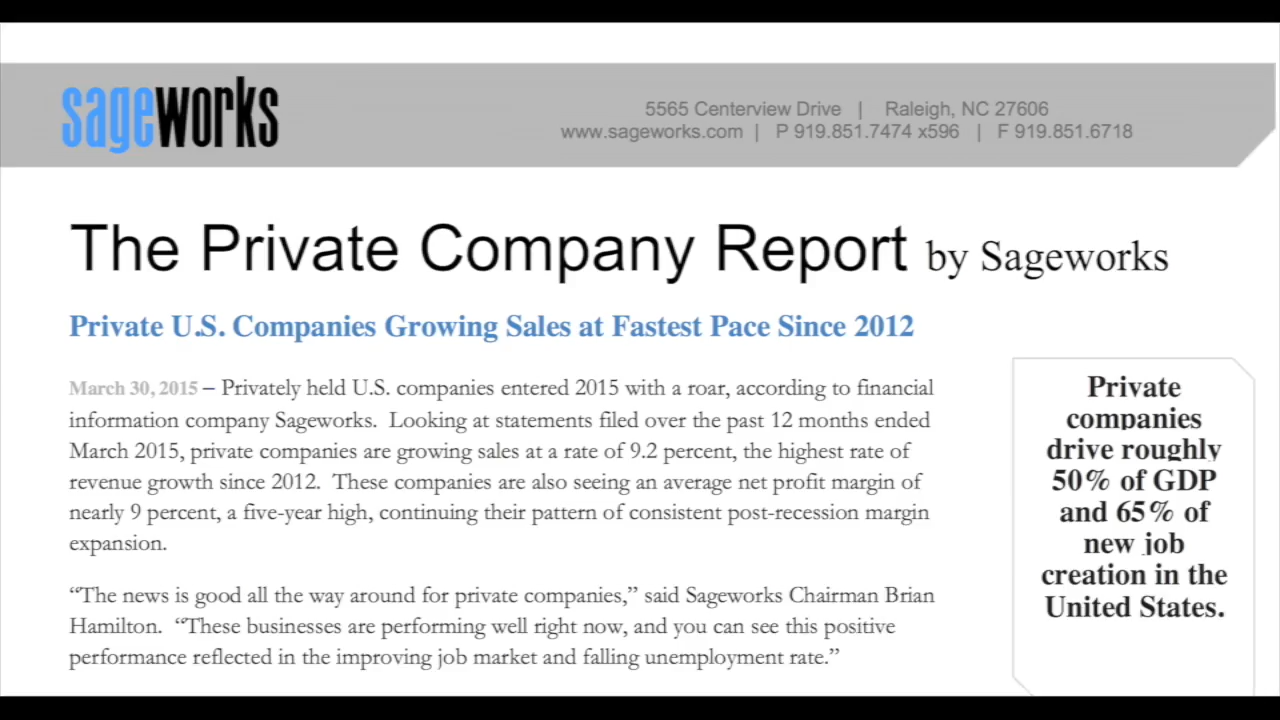 sageworks
5565 Centerview Drive | Raleigh, NC 27606
www.sageworks.com | P 919.851.7474 x596 | F 919.851.6718
The Private Company Report by Sageworks
Private U.S. Companies Growing Sales at Fastest Pace Since 2012
March 30, 2015 – Privately held U.S. companies entered 2015 with a roar, according to financial
information company Sageworks. Looking at statements filed over the past 12 months ended
March 2015, private companies are growing sales at a rate of 9.2 percent, the highest rate of
revenue growth since 2012. These companies are also seeing an average net profit margin of
nearly 9 percent, a five-year high, continuing their pattern of consistent post-recession margin
expansion.
“The news is good all the way around for private companies,” said Sageworks Chairman Brian
Hamilton. “These businesses are performing well right now, and you can see this positive
performance reflected in the improving job market and falling unemployment rate.”
Private
companies
drive roughly
50% of GDP
and 65% of
new job
creation in the
United States.